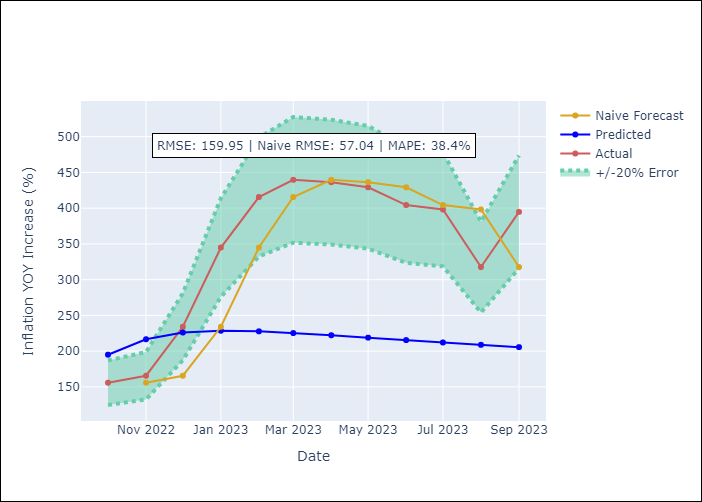 RMSE: 159.95 | Naive RMSE: 57.04 | MAPE: 38.4%
Naive Forecast
Predicted
Actual
+/-20% Error
Inflation YOY Increase (%)
500
450
400
350
300
250
200
150
Nov 2022
Jan 2023
Mar 2023
May 2023
Jul 2023
Sep 2023
Date